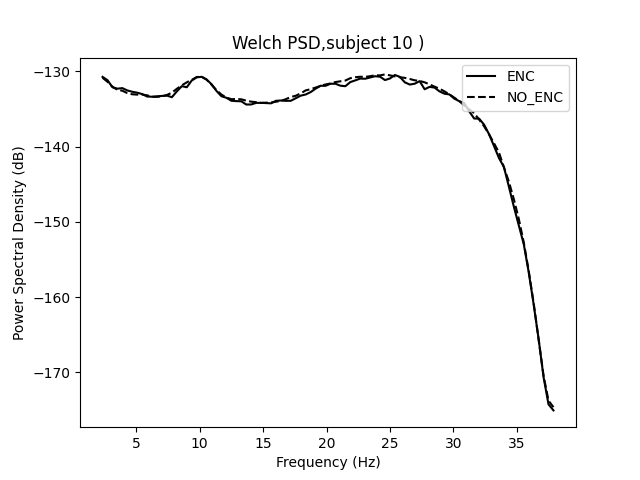 Welch PSD,subject 10 )
ENC
NO_ENC
−130
−140
−150
−160
−170
Power Spectral Density (dB)
5 10 15 20 25 30 35
Frequency (Hz)